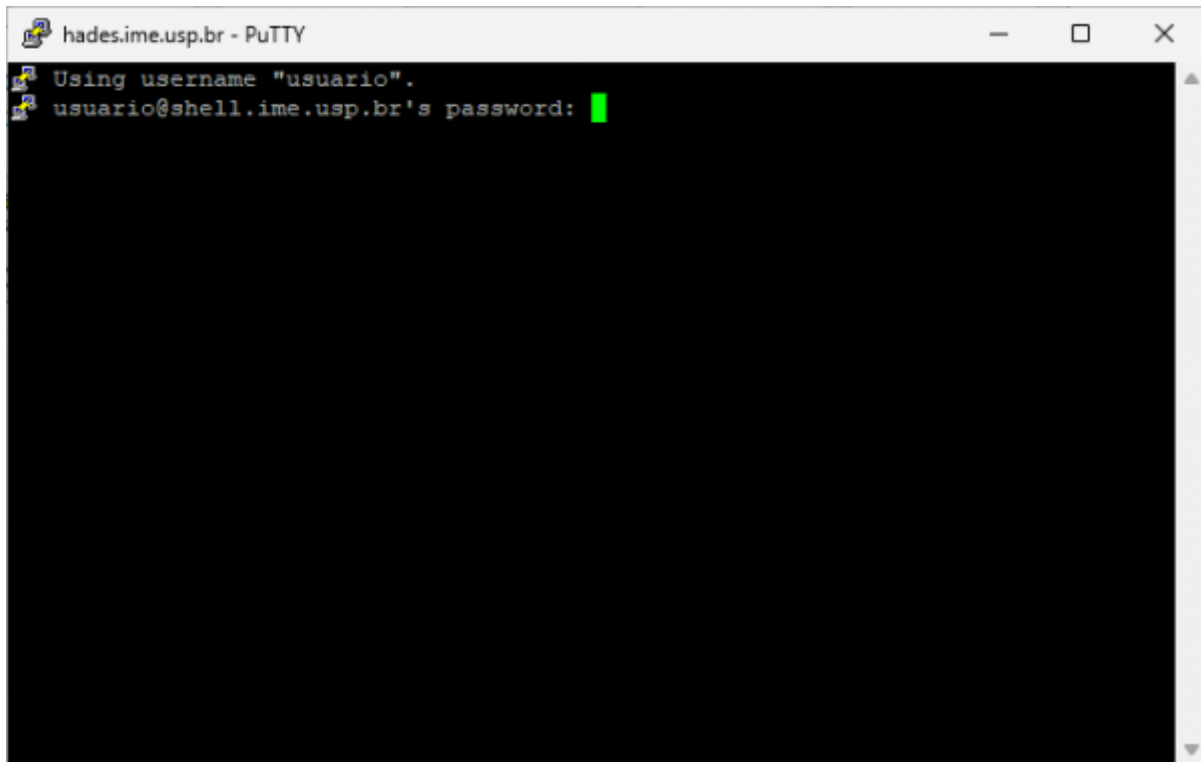 hades.ime.usp.br - PuTTY
Using username "usuario".
usuario@shell.ime.usp.br's password: